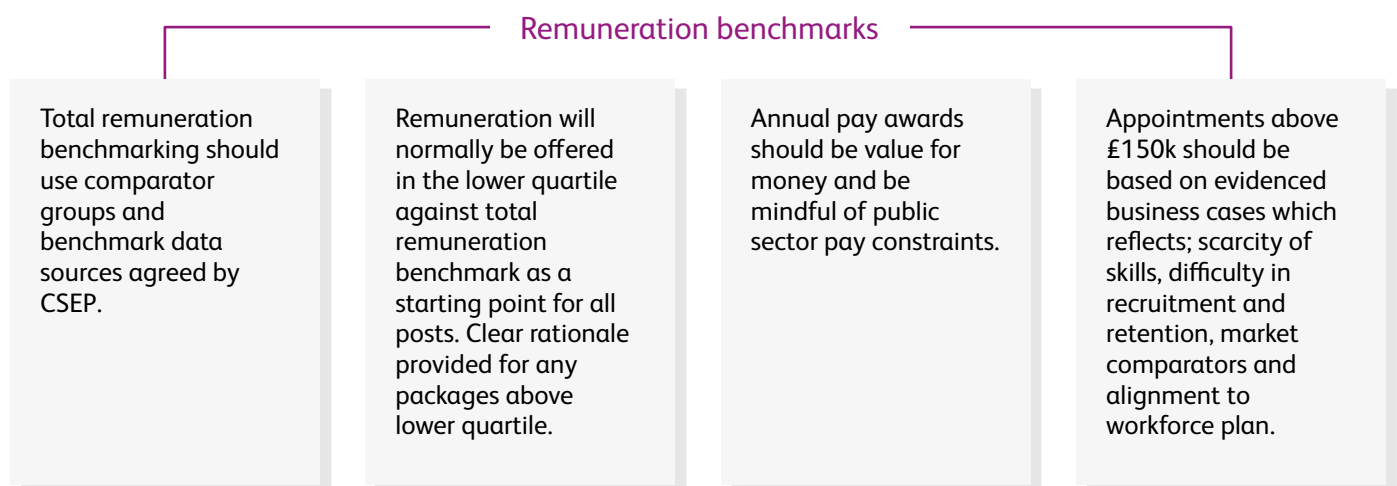 Remuneration benchmarks
Total remuneration
benchmarking should
use comparator
groups and
benchmark data
sources agreed by
CSEP.
Remuneration will
normally be offered
in the lower quartile
against total
remuneration
benchmark as a
starting point for all
posts. Clear rationale
provided for any
packages above
lower quartile.
Annual pay awards
should be value for
money and be
mindful of public
sector pay constraints.
Appointments above
£150k should be
based on evidenced
business cases which
reflects; scarcity of
skills, difficulty in
recruitment and
retention, market
comparators and
alignment to
workforce plan.